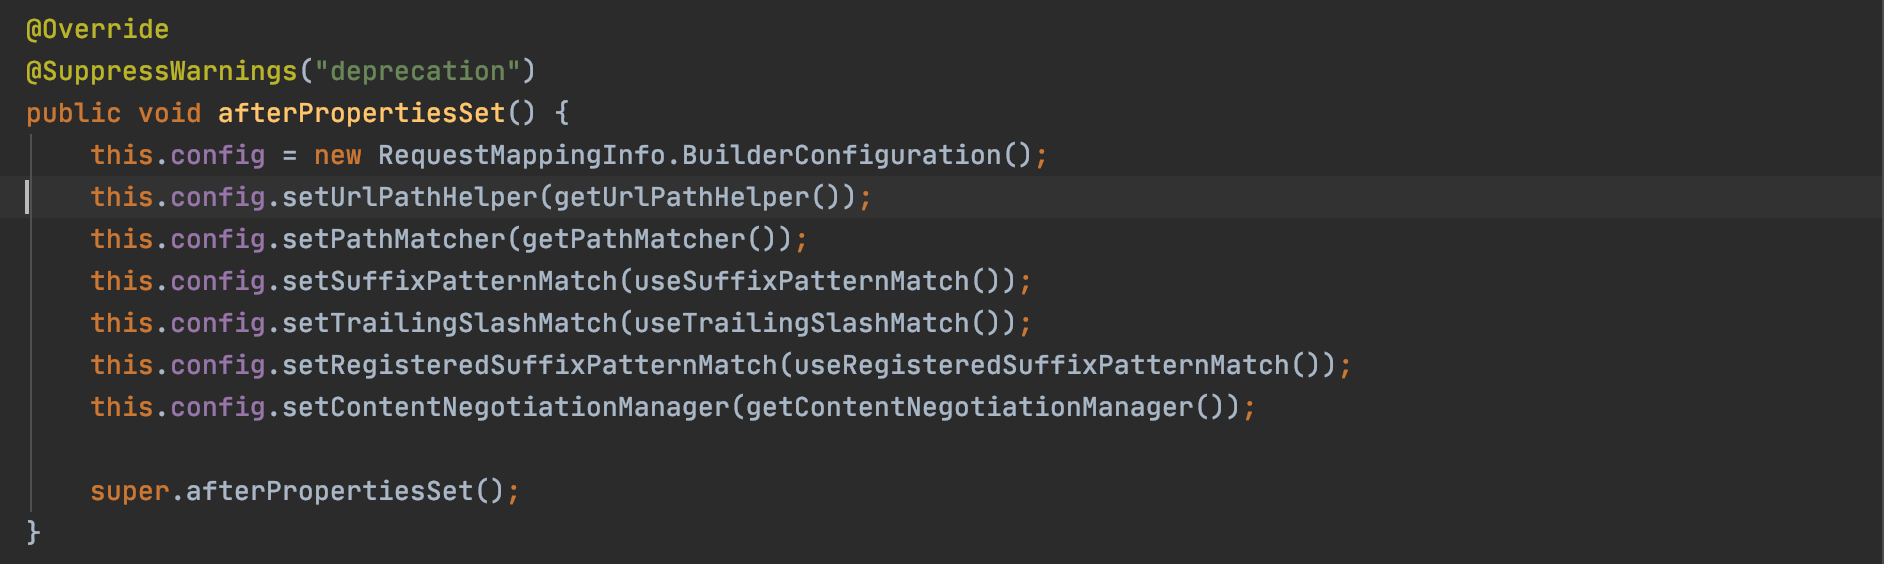 @Override
@SuppressWarnings("deprecation")
public void afterPropertiesSet() {
    this.config = new RequestMappingInfo.BuilderConfiguration();
    this.config.setUrlPathHelper(getUrlPathHelper());
    this.config.setPathMatcher(getPathMatcher());
    this.config.setSuffixPatternMatch(useSuffixPatternMatch());
    this.config.setTrailingSlashMatch(useTrailingSlashMatch());
    this.config.setRegisteredSuffixPatternMatch(useRegisteredSuffixPatternMatch());
    this.config.setContentNegotiationManager(getContentNegotiationManager());

    super.afterPropertiesSet();
}